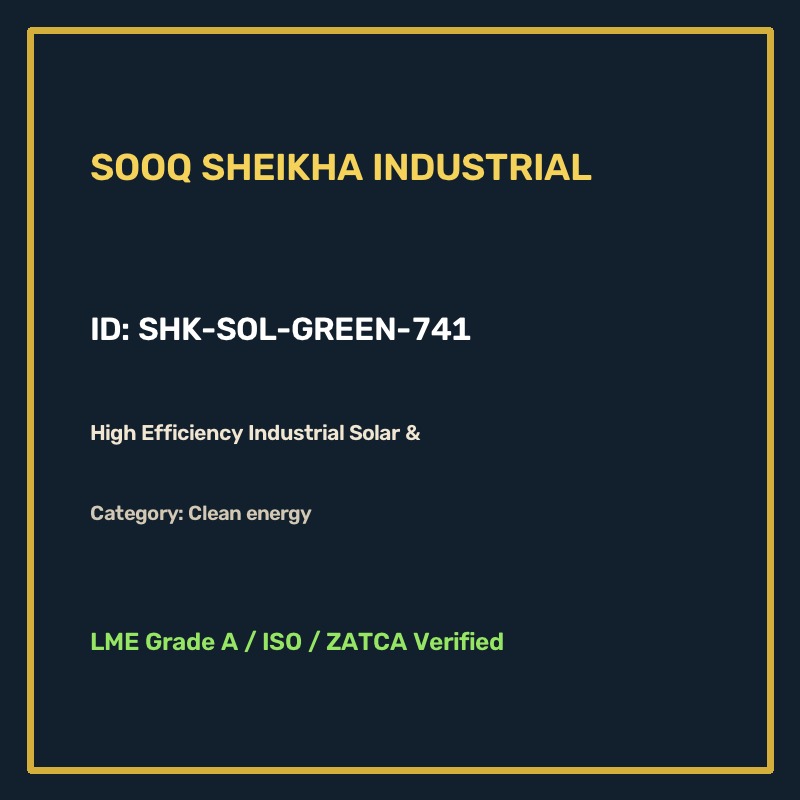 SOOQ SHEIKHA INDUSTRIAL
ID: SHK-SOL-GREEN-741
High Efficiency Industrial Solar &
Category: Clean energy
LME Grade A / ISO / ZATCA Verified